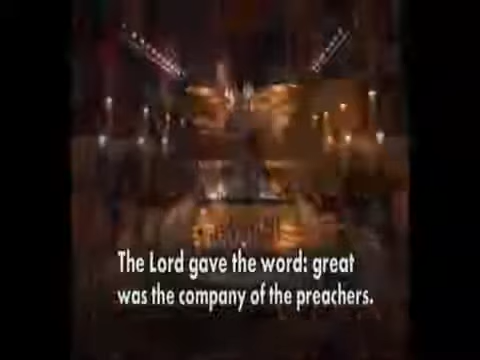 The Lord gave the word: great
was the company of the preachers.